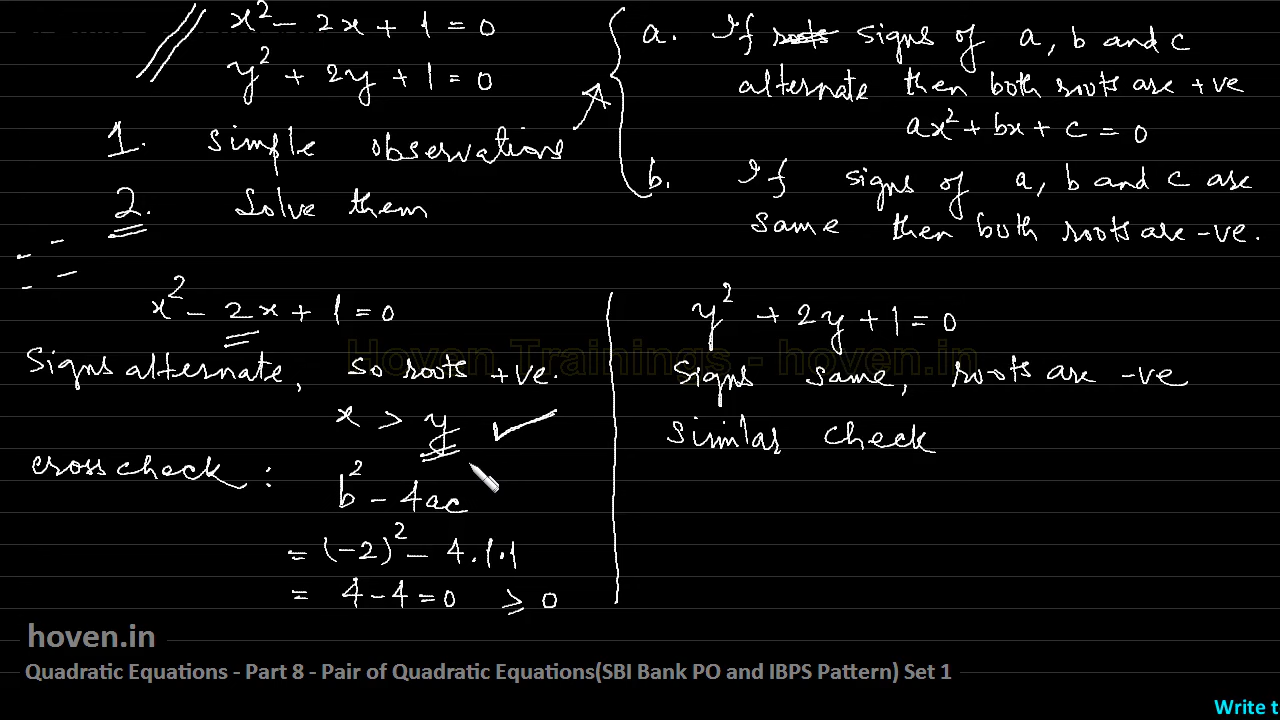 x² - 2x + 1 = 0
y² + 2y + 1 = 0
1. Simple observations
2. Solve them
a. If roots signs of a, b and c
alternate then both roots are +ve
ax² + bx + c = 0
b. If signs of a, b and c are
same then both roots are -ve.
x² - 2x + 1 = 0
Signs alternate, so roots +ve.
x > y
cross check :
b² - 4ac
= (-2)² - 4.1.1
= 4 - 4 = 0 ≥ 0
y² + 2y + 1 = 0
Signs same, roots are -ve
Similar check
Hoven Trainings - hoven.in
hoven.in
Quadratic Equations - Part 8 - Pair of Quadratic Equations(SBI Bank PO and IBPS Pattern) Set 1
Write t